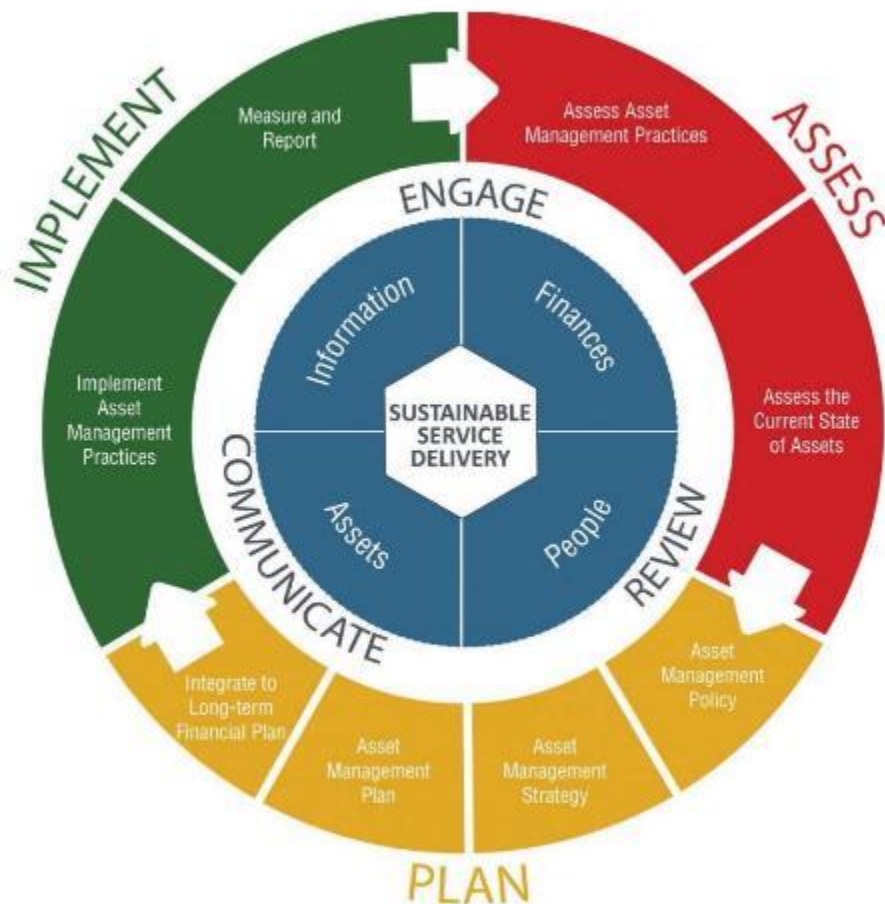 IMPLEMENT
Measure and
Report
Implement
Asset
Management
Practices
ASSESS
Assess Asset
Management Practices
Assess the
Current State
of Assets
PLAN
Asset
Management
Policy
Asset
Management
Strategy
Asset
Management
Plan
Integrate to
Long-term
Financial Plan
ENGAGE
REVIEW
COMMUNICATE
Information
Finances
People
Assets
SUSTAINABLE
SERVICE
DELIVERY